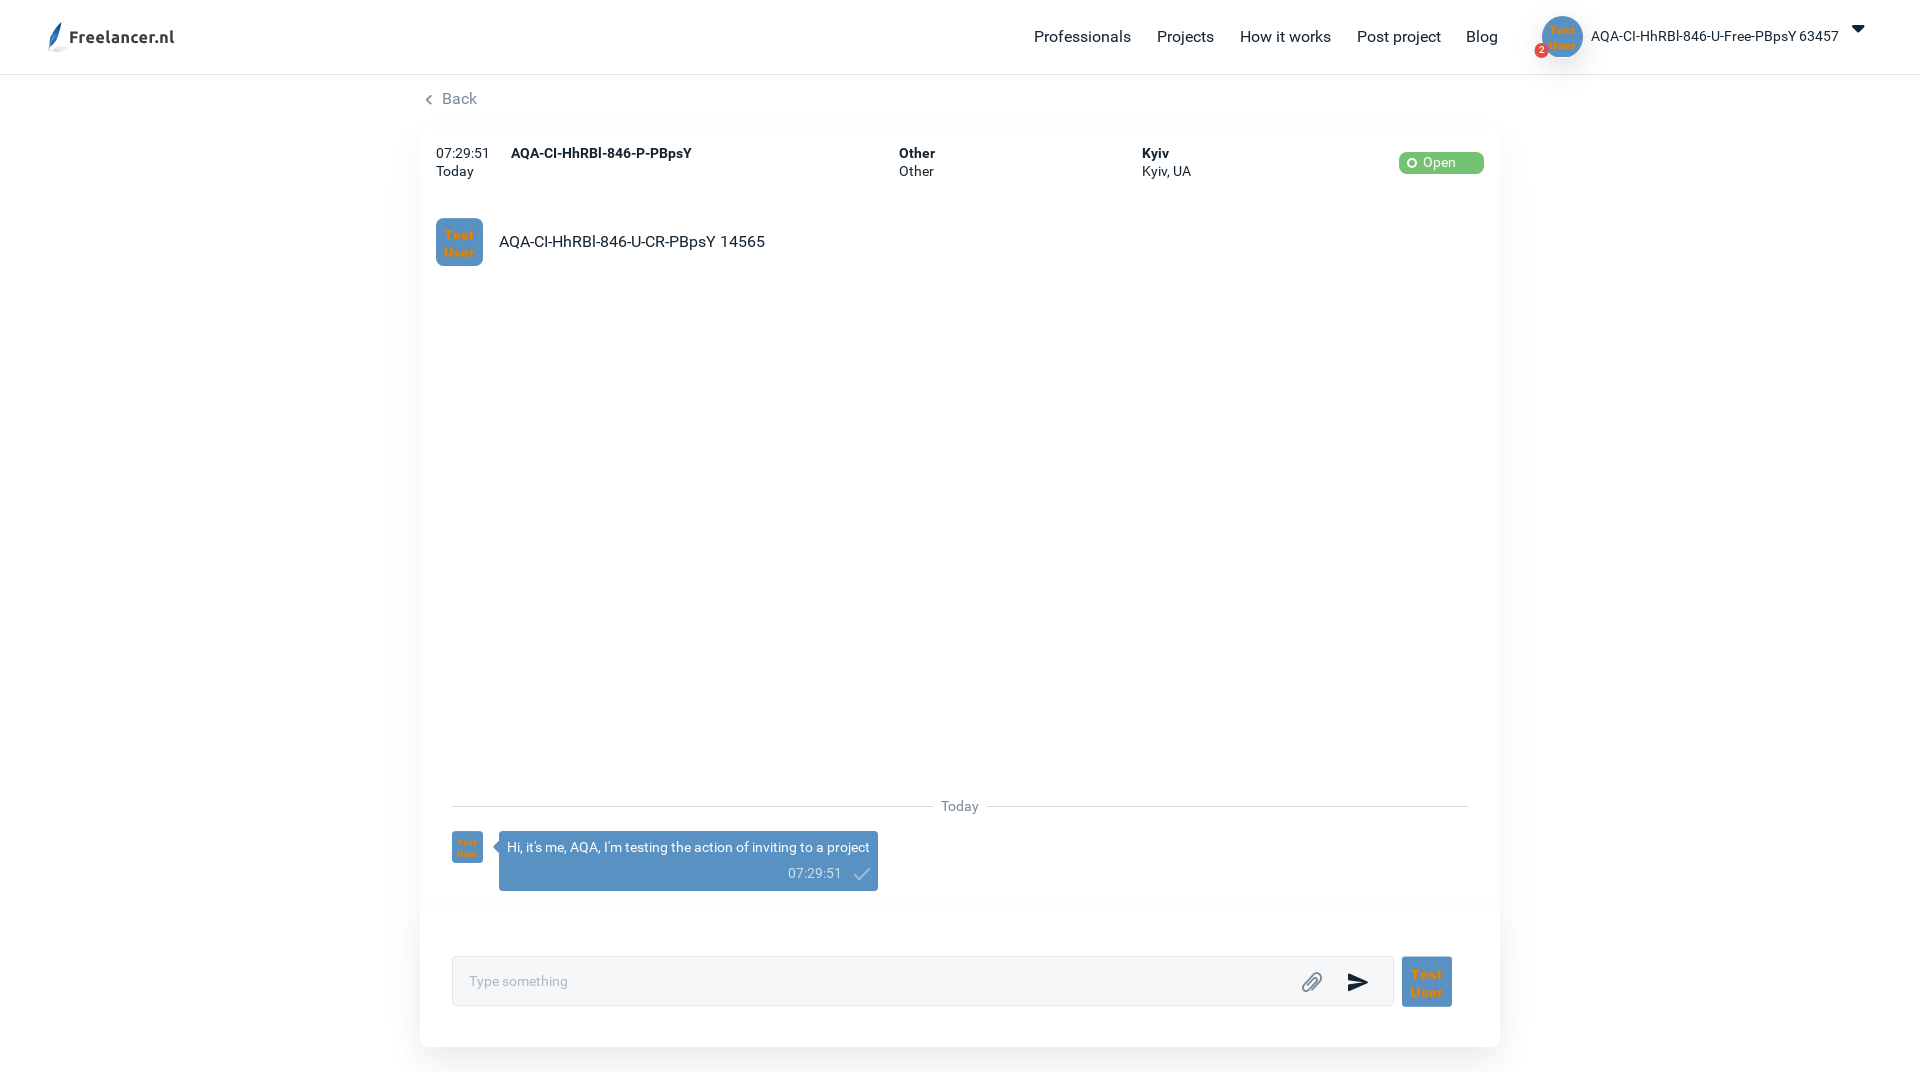 Freelancer.nl
Professionals
Projects
How it works
Post project
Blog
Test
User
2
AQA-CI-HhRBl-846-U-Free-PBpsY 63457
Back
07:29:51
Today
AQA-CI-HhRBl-846-P-PBpsY
Other
Other
Kyiv
Kyiv, UA
Open
Test
User
AQA-CI-HhRBl-846-U-CR-PBpsY 14565
Today
Test
User
Hi, it's me, AQA, I'm testing the action of inviting to a project
07:29:51
Type something
Test
User